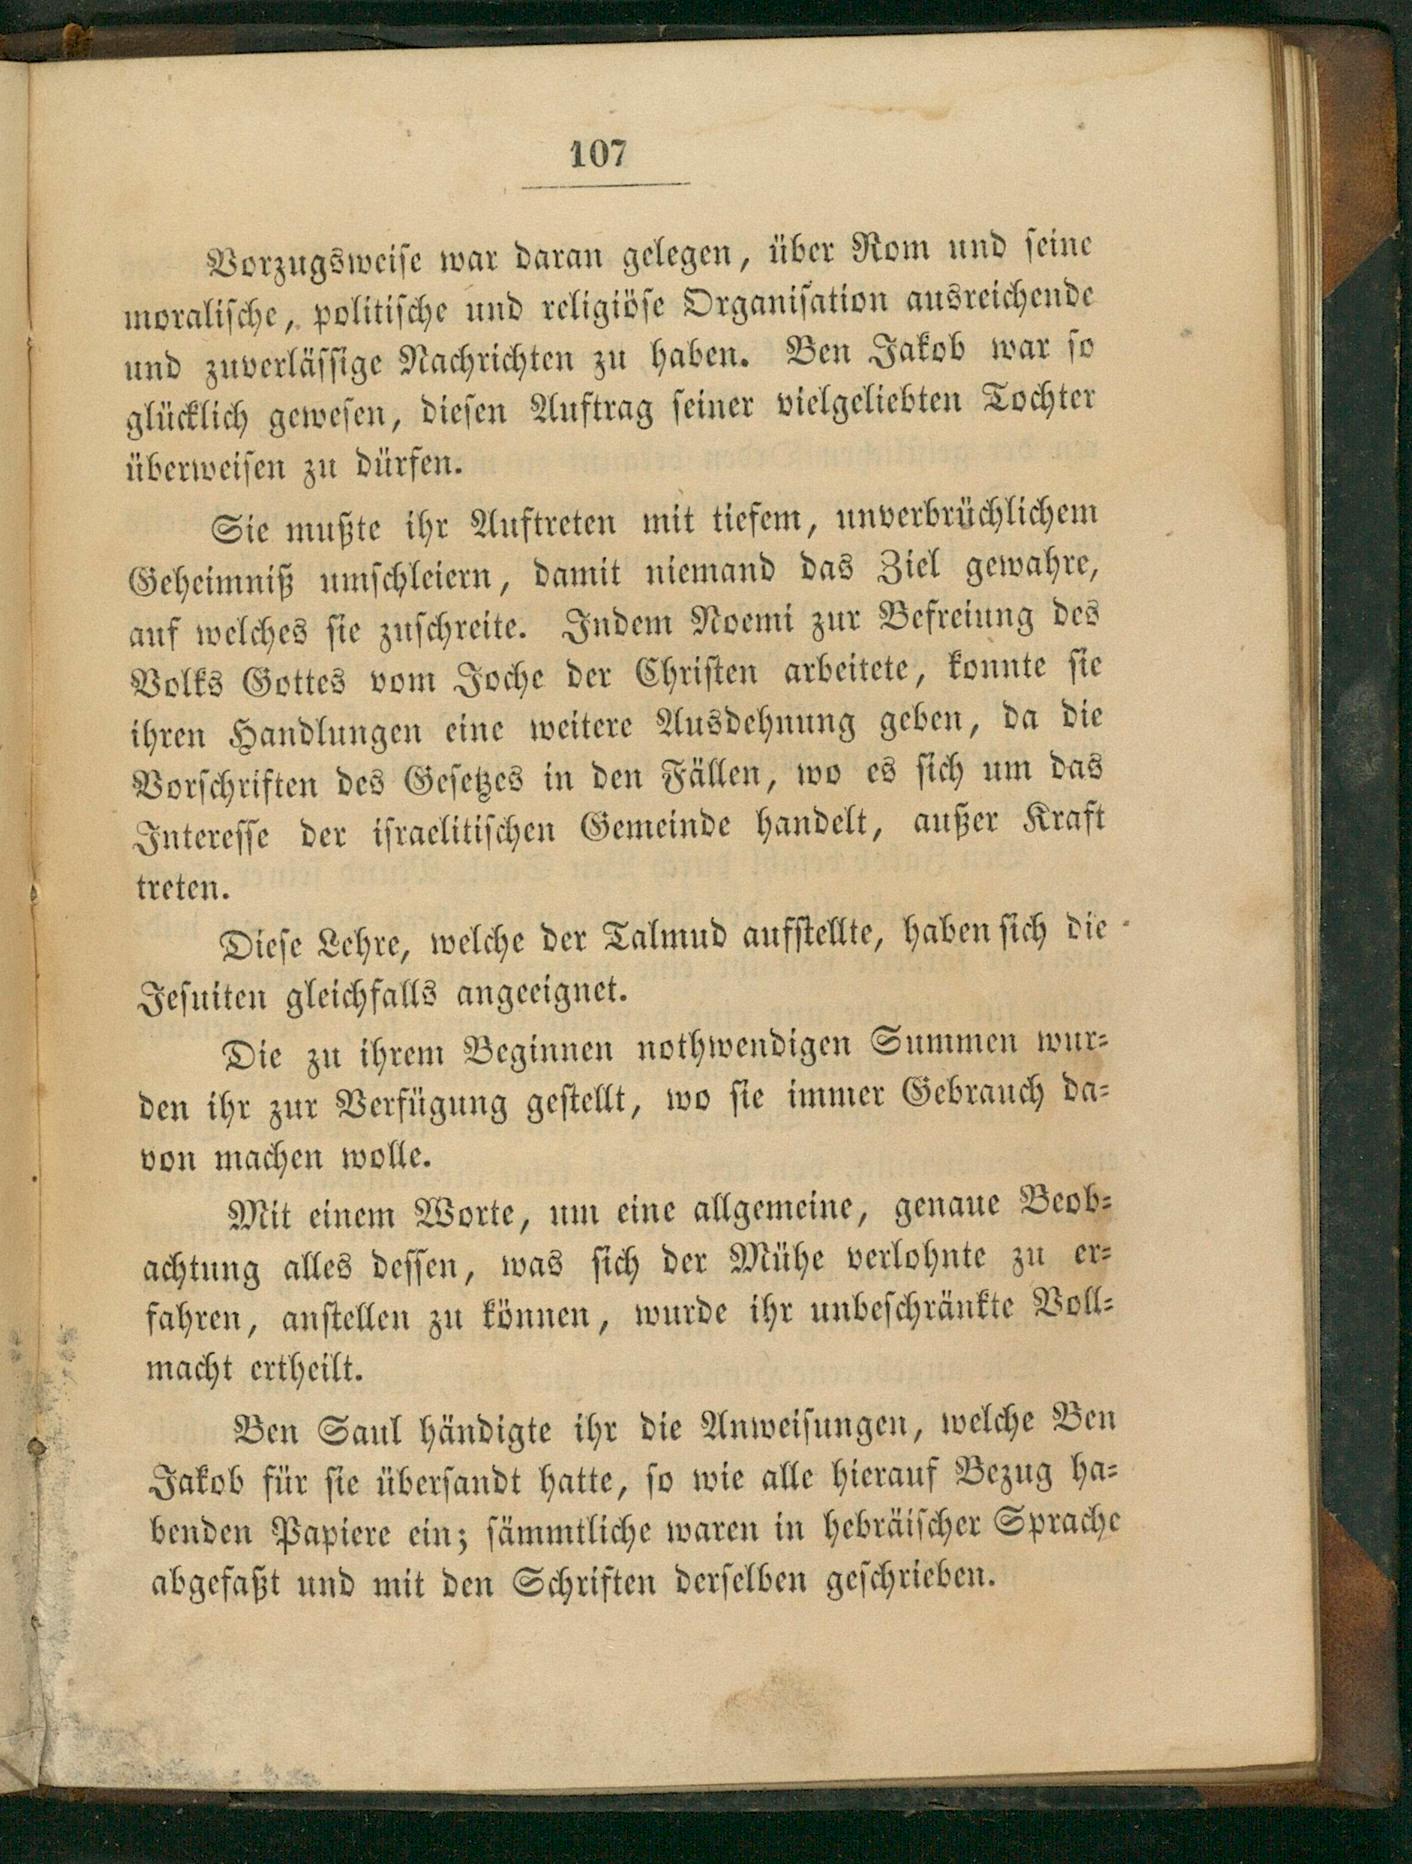 107
Vorzugsweise war daran gelegen, über Rom und seine
moralische, politische und religiöse Organisation ausreichende
und zuverlässige Nachrichten zu haben. Ben Jakob war so
glücklich gewesen, diesen Auftrag seiner vielgeliebten Tochter
überweisen zu dürfen.
Sie mußte ihr Auftreten mit tiefem, unverbrüchlichem
Geheimniß umschleiern, damit niemand das Ziel gewahre,
auf welches sie zuschreite. Indem Noemi zur Befreiung des
Volks Gottes vom Joche der Christen arbeitete, konnte sie
ihren Handlungen eine weitere Ausdehnung geben, da die
Vorschriften des Gesetzes in den Fällen, wo es sich um das
Interesse der israelitischen Gemeinde handelt, außer Kraft
treten.
Diese Lehre, welche der Talmud aufstellte, haben sich die
Jesuiten gleichfalls angeeignet.
Die zu ihrem Beginnen nothwendigen Summen wur-
den ihr zur Verfügung gestellt, wo sie immer Gebrauch da-
von machen wolle.
Mit einem Worte, um eine allgemeine, genaue Beob-
achtung alles dessen, was sich der Mühe verlohnte zu er-
fahren, anstellen zu können, wurde ihr unbeschränkte Voll-
macht ertheilt.
Ben Saul händigte ihr die Anweisungen, welche Ben
Jakob für sie übersandt hatte, so wie alle hierauf Bezug ha-
benden Papiere ein; sämmtliche waren in hebräischer Sprache
abgefaßt und mit den Schriften derselben geschrieben.